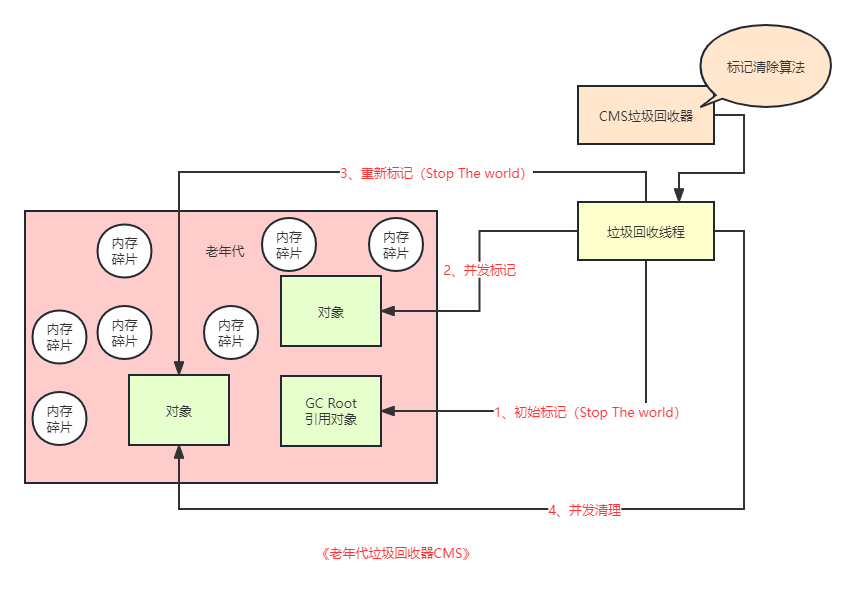 标记清除算法
CMS垃圾回收器
3、重新标记（Stop The world）
垃圾回收线程
内存
碎片
老年代
内存
碎片
内存
碎片
2、并发标记
对象
内存
碎片
内存
碎片
内存
碎片
对象
GC Root
引用对象
1、初始标记（Stop The world）
内存
碎片
4、并发清理
《老年代垃圾回收器CMS》